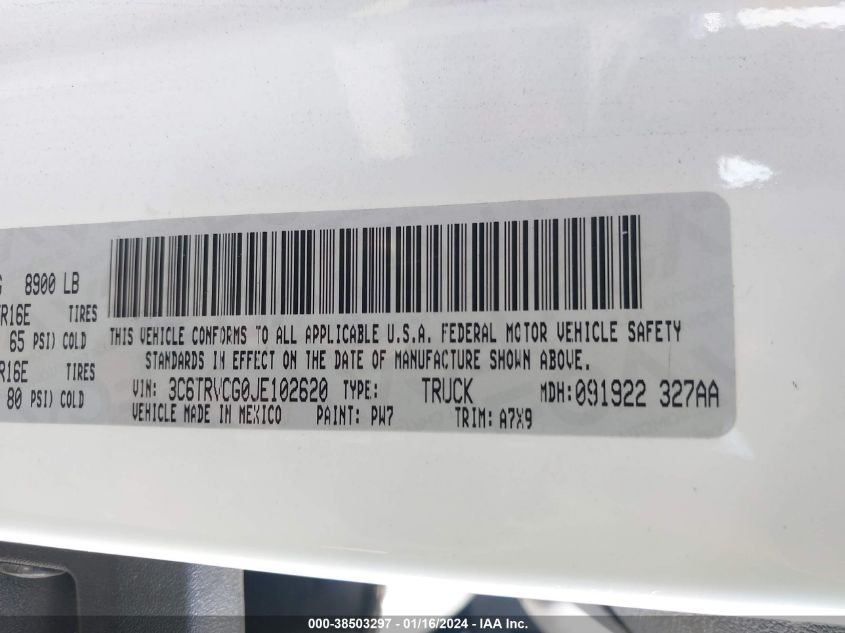 G 8900 LB
R16E TIRES
65 PSI) COLD
R16E TIRES
80 PSI) COLD
THIS VEHICLE CONFORMS TO ALL APPLICABLE U.S.A. FEDERAL MOTOR VEHICLE SAFETY
STANDARDS IN EFFECT ON THE DATE OF MANUFACTURE SHOWN ABOVE.
VIN: 3C6TRVCG0JE102620 TYPE: TRUCK MDH:091922 327AA
VEHICLE MADE IN MEXICO PAINT: PW7 TRIM: A7X9
000-38503297 - 01/16/2024 - IAA Inc.